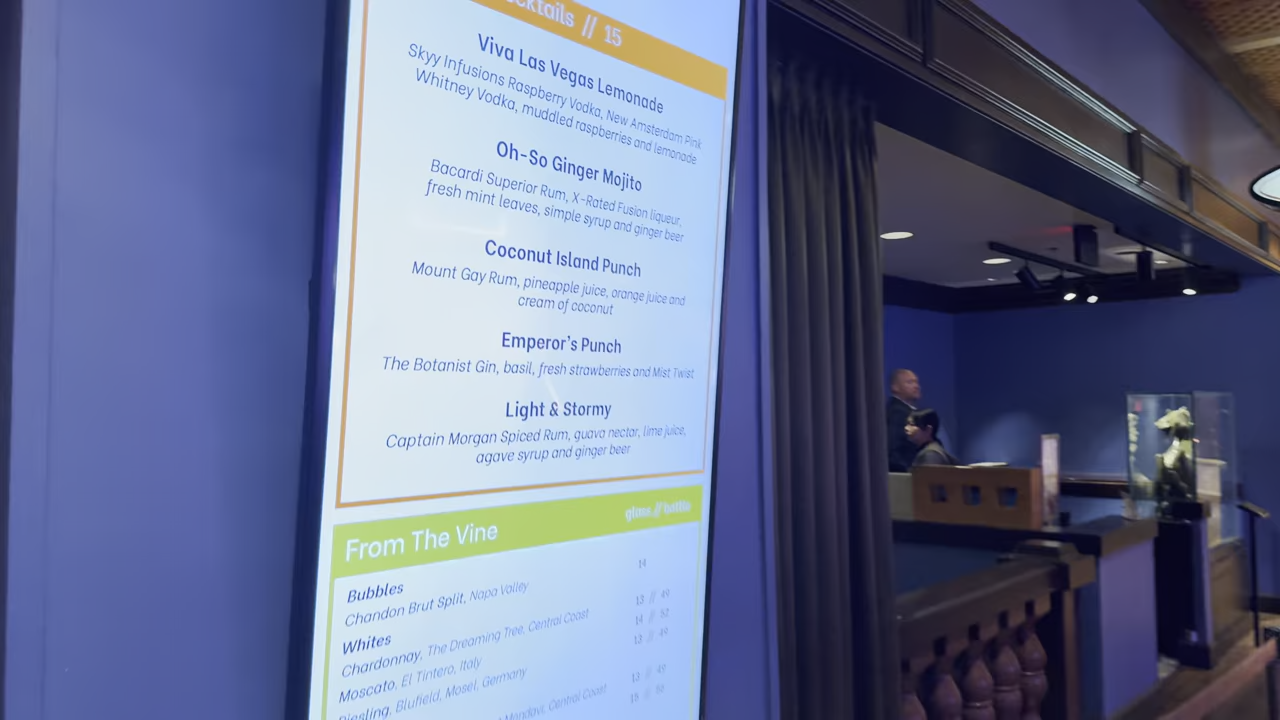 cktails // 15
Viva Las Vegas Lemonade
Skyy Infusions Raspberry Vodka, New Amsterdam Pink
Whitney Vodka, muddled raspberries and lemonade
Oh-So Ginger Mojito
Bacardi Superior Rum, X-Rated Fusion liqueur,
fresh mint leaves, simple syrup and ginger beer
Coconut Island Punch
Mount Gay Rum, pineapple juice, orange juice and
cream of coconut
Emperor's Punch
The Botanist Gin, basil, fresh strawberries and Mist Twist
Light & Stormy
Captain Morgan Spiced Rum, guava nectar, lime juice,
agave syrup and ginger beer
From The Vine glass // bottle
Bubbles
Chandon Brut Split, Napa Valley 14
Whites
Chardonnay, The Dreaming Tree, Central Coast 13 // 49
Moscato, El Tintero, Italy 14 // 52
Riesling, Blufield, Mosel, Germany 13 // 49
13 // 49
Mondavi, Central Coast